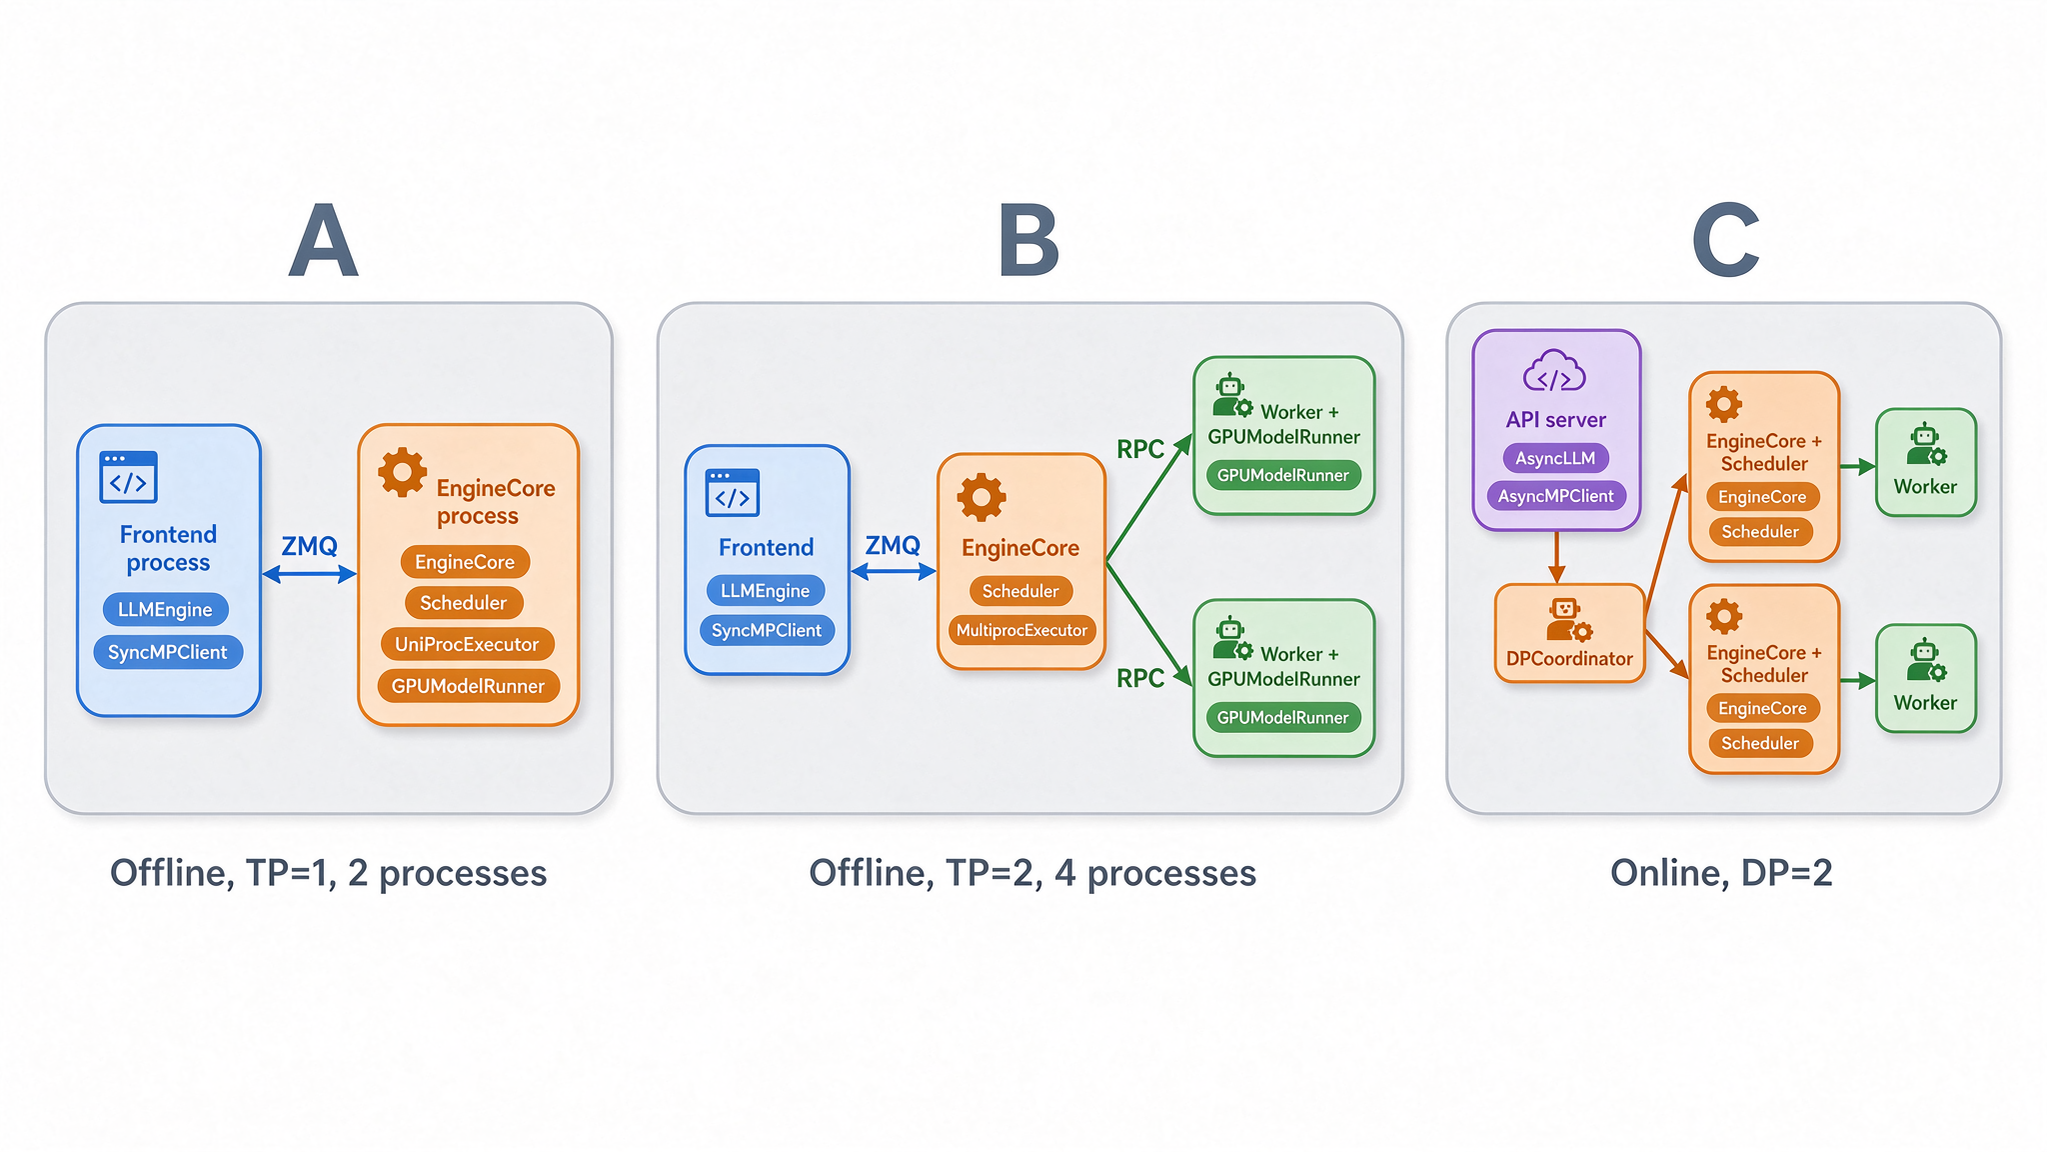 A
Frontend
process
LLMEngine
SyncMPClient
ZMQ
EngineCore
process
EngineCore
Scheduler
UniProcExecutor
GPUModelRunner
Offline, TP=1, 2 processes
B
Frontend
LLMEngine
SyncMPClient
ZMQ
EngineCore
Scheduler
MultiprocExecutor
RPC
RPC
Worker +
GPUModelRunner
GPUModelRunner
Worker +
GPUModelRunner
GPUModelRunner
Offline, TP=2, 4 processes
C
</>
API server
AsyncLLM
AsyncMPClient
DPCoordinator
EngineCore +
Scheduler
EngineCore
Scheduler
Worker
EngineCore +
Scheduler
EngineCore
Scheduler
Worker
Online, DP=2